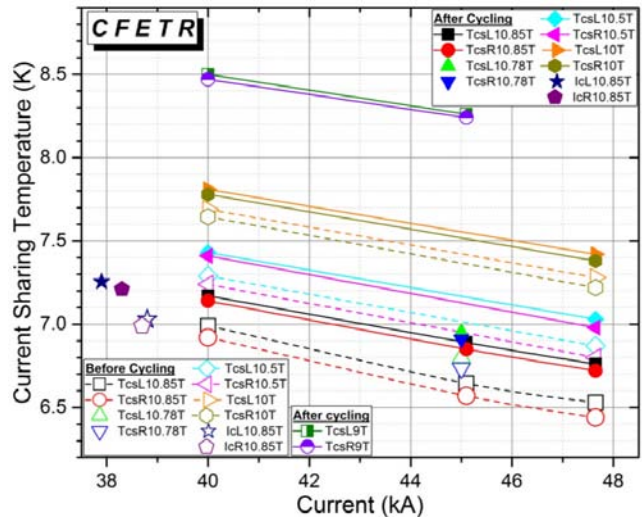 CFETR
After Cycling
TcsL10.85T
TcsR10.85T
TcsL10.78T
TcsR10.78T
TcsL10.5T
TcsR10.5T
TcsL10T
TcsR10T
IcL10.85T
IcR10.85T
Current Sharing Temperature (K)
8.5
8.0
7.5
7.0
6.5
Before Cycling
TcsL10.85T
TcsR10.85T
TcsL10.78T
TcsR10.78T
TcsL10.5T
TcsR10.5T
TcsL10T
TcsR10T
IcL10.85T
IcR10.85T
After cycling
TcsL9T
TcsR9T
38
40
42
44
46
48
Current (kA)